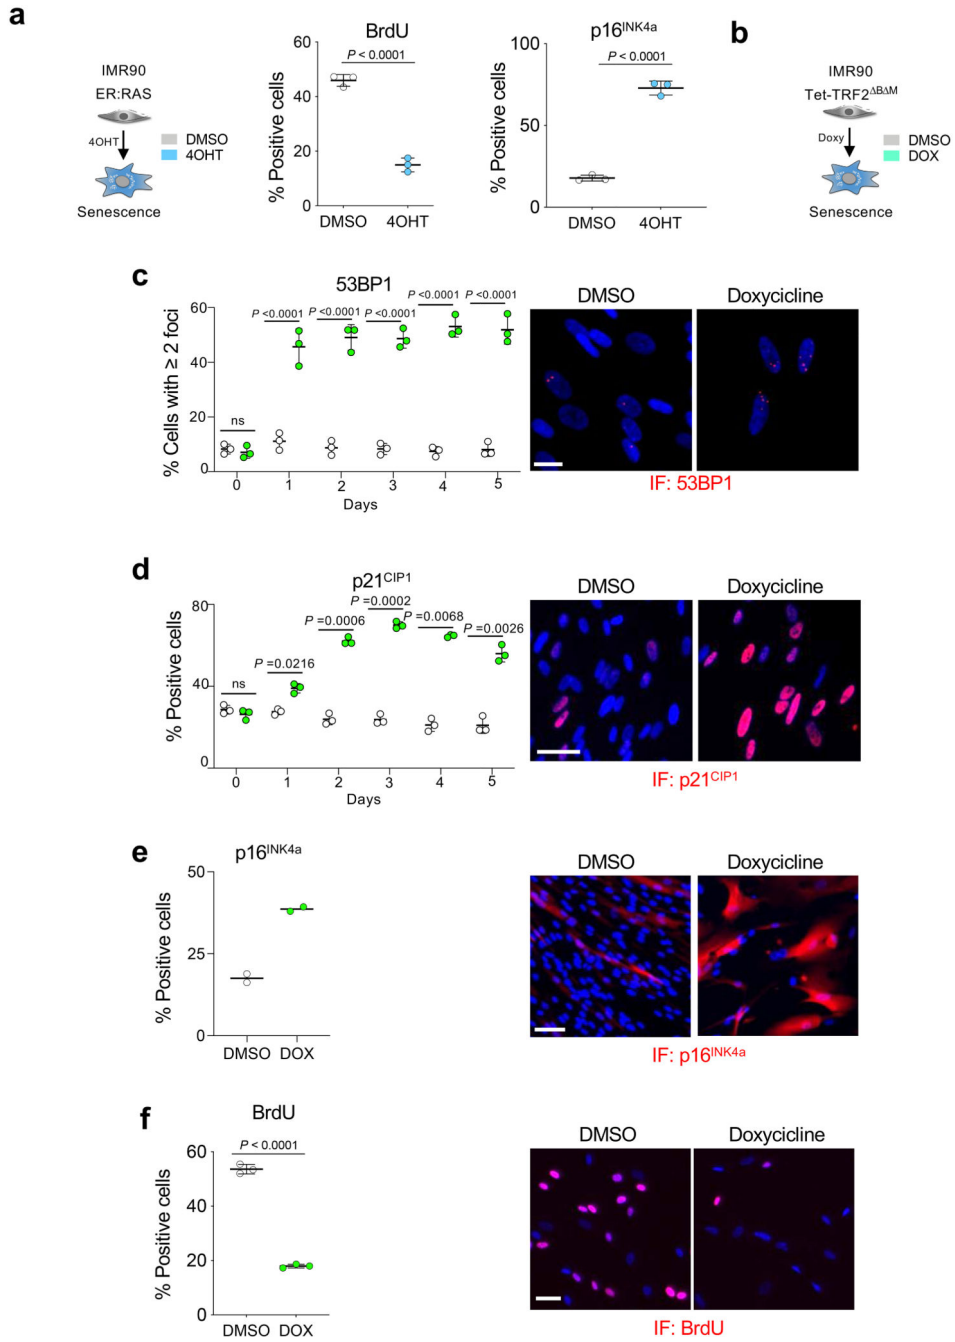 a
IMR90
ER:RAS
4OHT
Senescence
DMSO
4OHT
BrdU
% Positive cells
60
40
20
0
P < 0.0001
DMSO
4OHT
p16INK4a
% Positive cells
100
50
0
P < 0.0001
DMSO
4OHT
b
IMR90
Tet-TRF2ΔBΔM
Doxy
Senescence
DMSO
DOX
c
53BP1
% Cells with ≥ 2 foci
60
40
20
0
ns
P <0.0001
P <0.0001
P <0.0001
P <0.0001
P <0.0001
0 1 2 3 4 5
Days
DMSO
Doxycicline
IF: 53BP1
d
p21CIP1
% Positive cells
80
40
0
ns
P =0.0216
P =0.0006
P =0.0002
P =0.0068
P =0.0026
0 1 2 3 4 5
Days
DMSO
Doxycicline
IF: p21CIP1
e
p16INK4a
% Positive cells
50
25
0
DMSO DOX
DMSO
Doxycicline
IF: p16INK4a
f
BrdU
% Positive cells
60
40
20
0
P < 0.0001
DMSO DOX
DMSO
Doxycicline
IF: BrdU